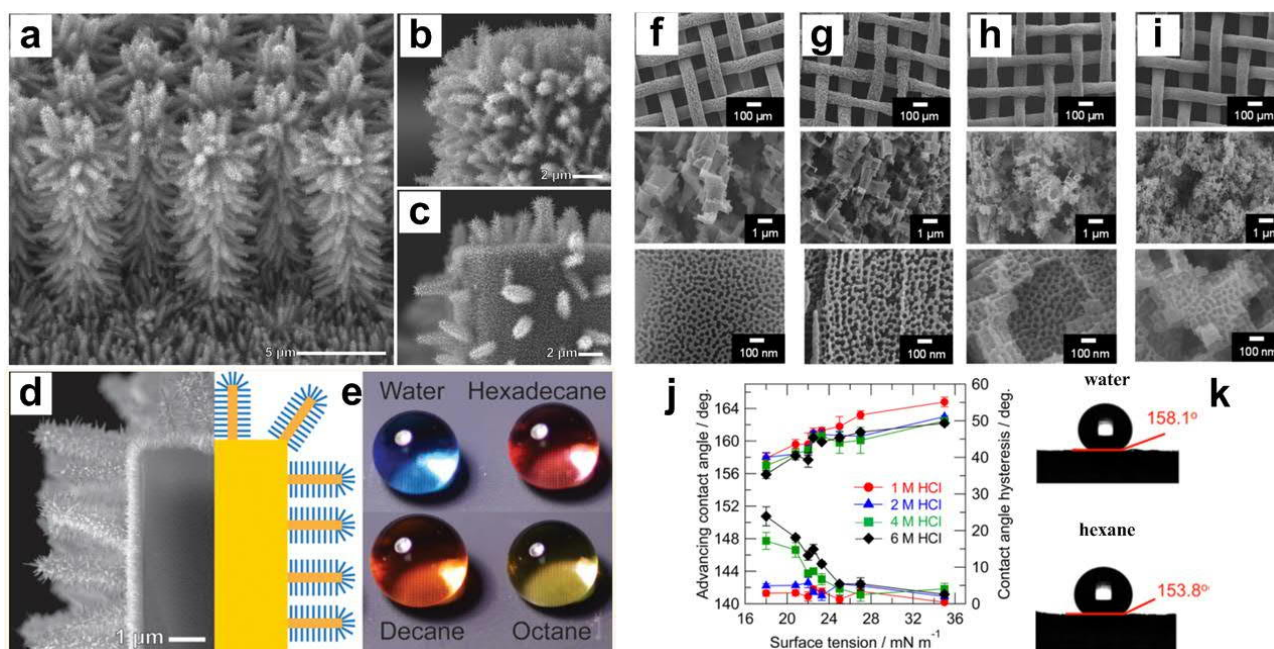 a
5 µm
b
2 µm
c
2 µm
d
1 µm
e
Water
Hexadecane
Decane
Octane
f
100 µm
1 µm
100 nm
g
100 µm
1 µm
100 nm
h
100 µm
1 µm
100 nm
i
100 µm
1 µm
100 nm
j
Advancing contact angle / deg.
164
160
156
152
148
144
140
1 M HCl
2 M HCl
4 M HCl
6 M HCl
60
50
40
30
20
10
0
Contact angle hysteresis / deg.
16
20
24
28
32
36
Surface tension / mN m⁻¹
k
water
158.1°
hexane
153.8°